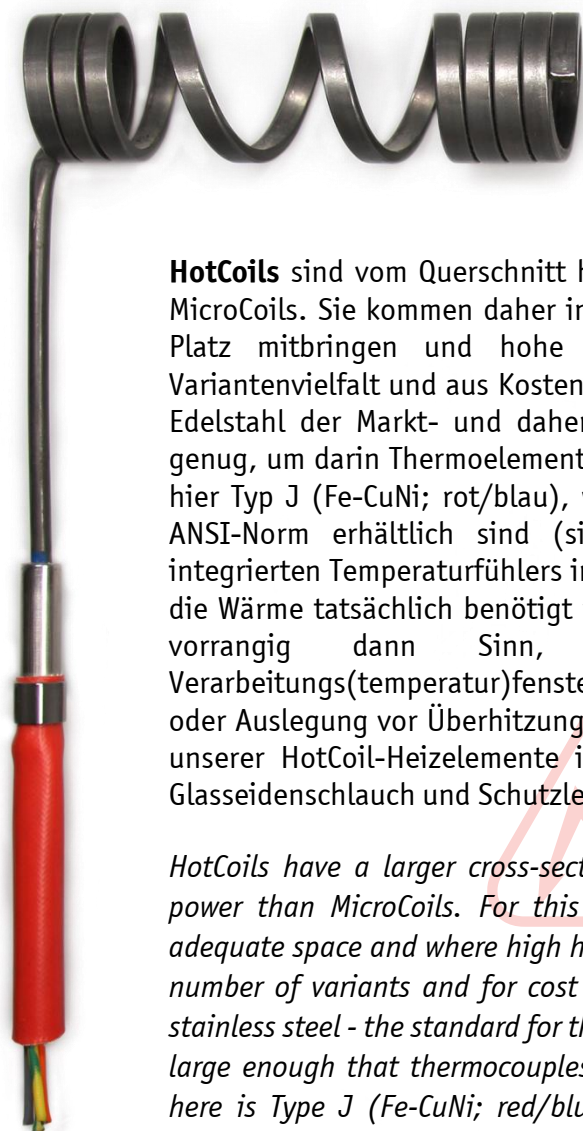 HotCoils sind vom Querschnitt
MicroCoils. Sie kommen daher
Platz mitbringen und hohe
Variantenvielfalt und aus Kosten
Edelstahl der Markt- und daher
genug, um darin Thermoelement
hier Typ J (Fe-CuNi; rot/blau),
ANSI-Norm erhältlich sind
integrierten Temperaturfühlers
die Wärme tatsächlich benötigt
vorrangig dann Sinn,
Verarbeitungs(temperatur)fenste
oder Auslegung vor Überhitzung
unserer HotCoil-Heizelemente
Glasseidenschlauch und Schutzle
HotCoils have a larger cross-sect
power than MicroCoils. For this
adequate space and where high
number of variants and for cost
stainless steel - the standard for
large enough that thermocouples
here is Type J (Fe-CuNi; red/blu